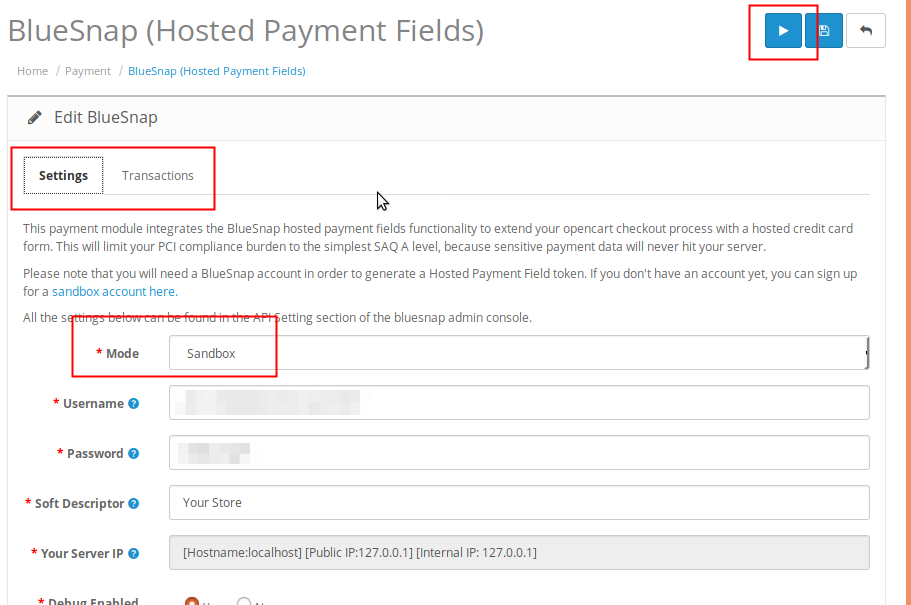 BlueSnap (Hosted Payment Fields)
Home / Payment / BlueSnap (Hosted Payment Fields)
Edit BlueSnap
Settings Transactions
This payment module integrates the BlueSnap hosted payment fields functionality to extend your opencart checkout process with a hosted credit card
form. This will limit your PCI compliance burden to the simplest SAQ A level, because sensitive payment data will never hit your server.
Please note that you will need a BlueSnap account in order to generate a Hosted Payment Field token. If you don't have an account yet, you can sign up
for a sandbox account here.
All the settings below can be found in the API Setting section of the bluesnap admin console.
* Mode Sandbox
* Username
* Password
* Soft Descriptor Your Store
* Your Server IP [Hostname:localhost] [Public IP:127.0.0.1] [Internal IP: 127.0.0.1]
* Debug Enabled